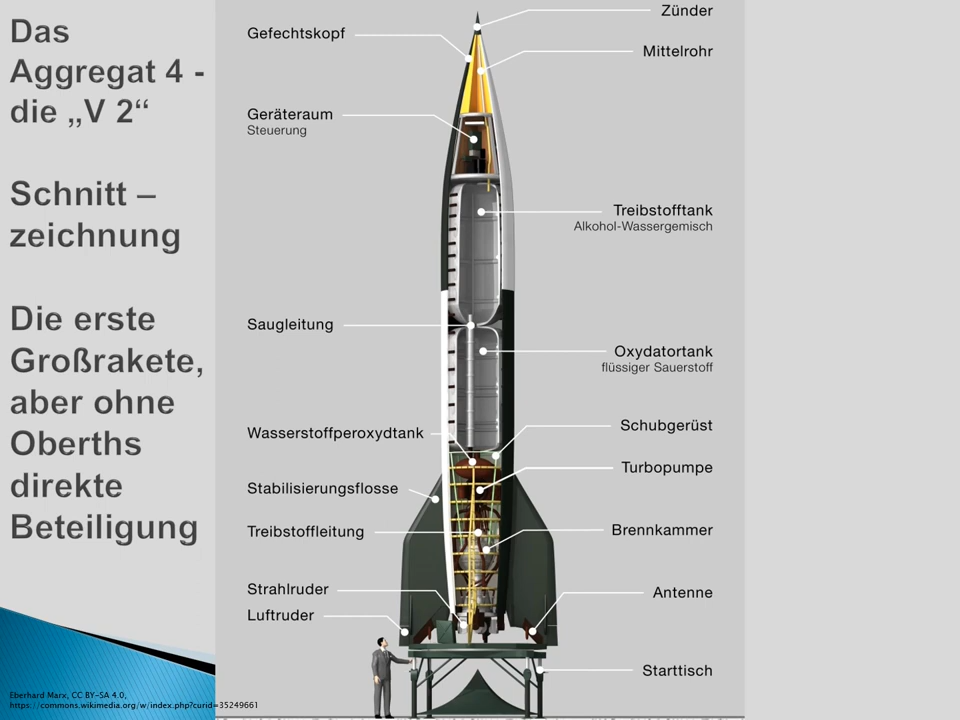 Das
Aggregat 4 -
die „V 2“
Schnitt –
zeichnung
Die erste
Großrakete,
aber ohne
Oberths
direkte
Beteiligung
Zünder
Gefechtskopf
Mittelrohr
Geräteraum
Steuerung
Treibstofftank
Alkohol-Wassergemisch
Saugleitung
Oxydatortank
flüssiger Sauerstoff
Schubgerüst
Wasserstoffperoxydtank
Turbopumpe
Stabilisierungsflosse
Brennkammer
Treibstoffleitung
Strahlruder
Antenne
Luftruder
Starttisch
Eberhard Marx, CC BY-SA 4.0,
https://commons.wikimedia.org/w/index.php?curid=35249661